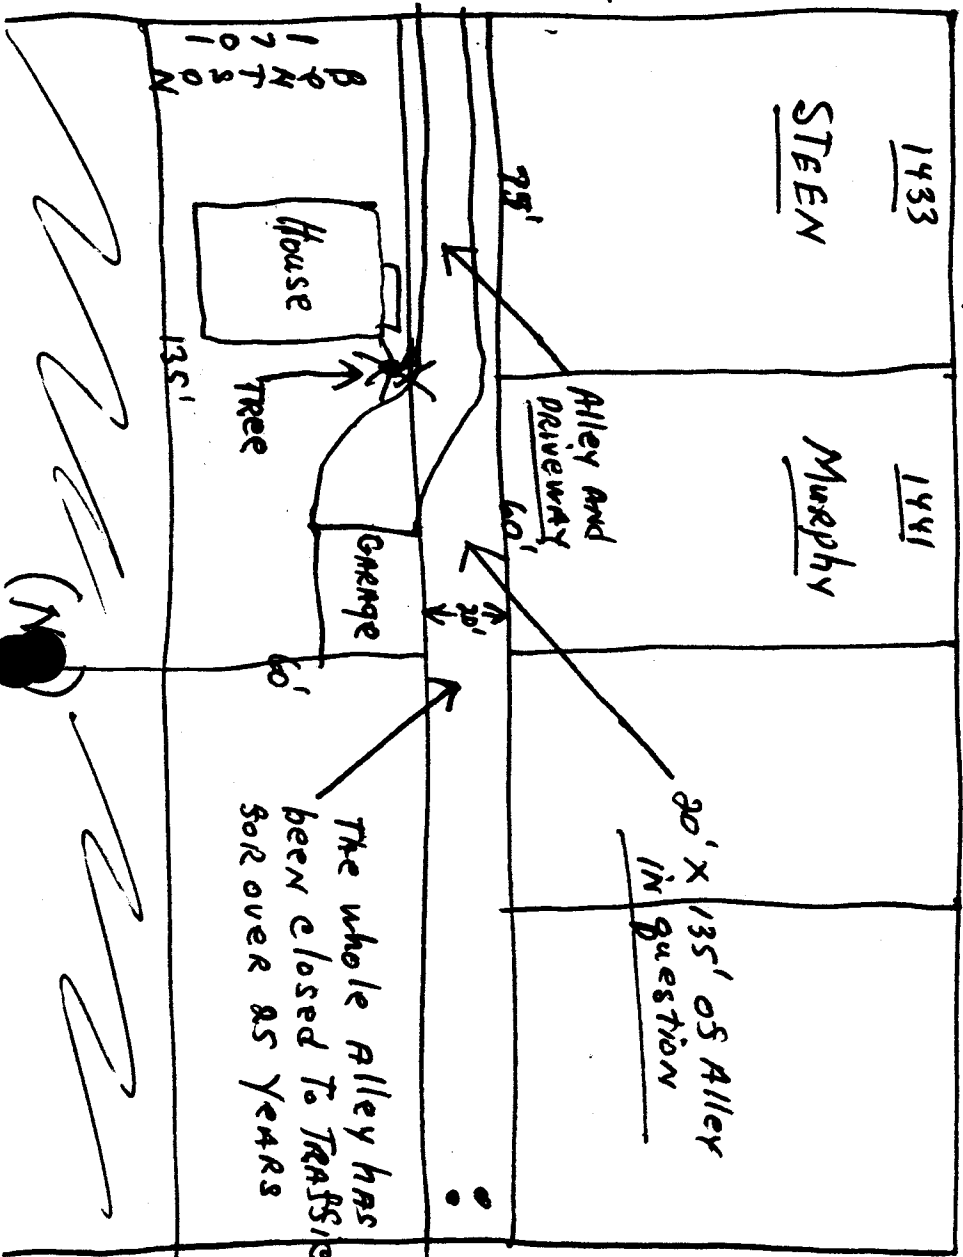 1433
STEEN
1441
Murphy
20' X 135' of Alley
in question
Alley And
DRIVEWAY
75'
60'
20'
The whole Alley has
been closed To TRAffic
for over 25 YeARS
House
TREE
GARAGE
60'
1701
135'
(N)